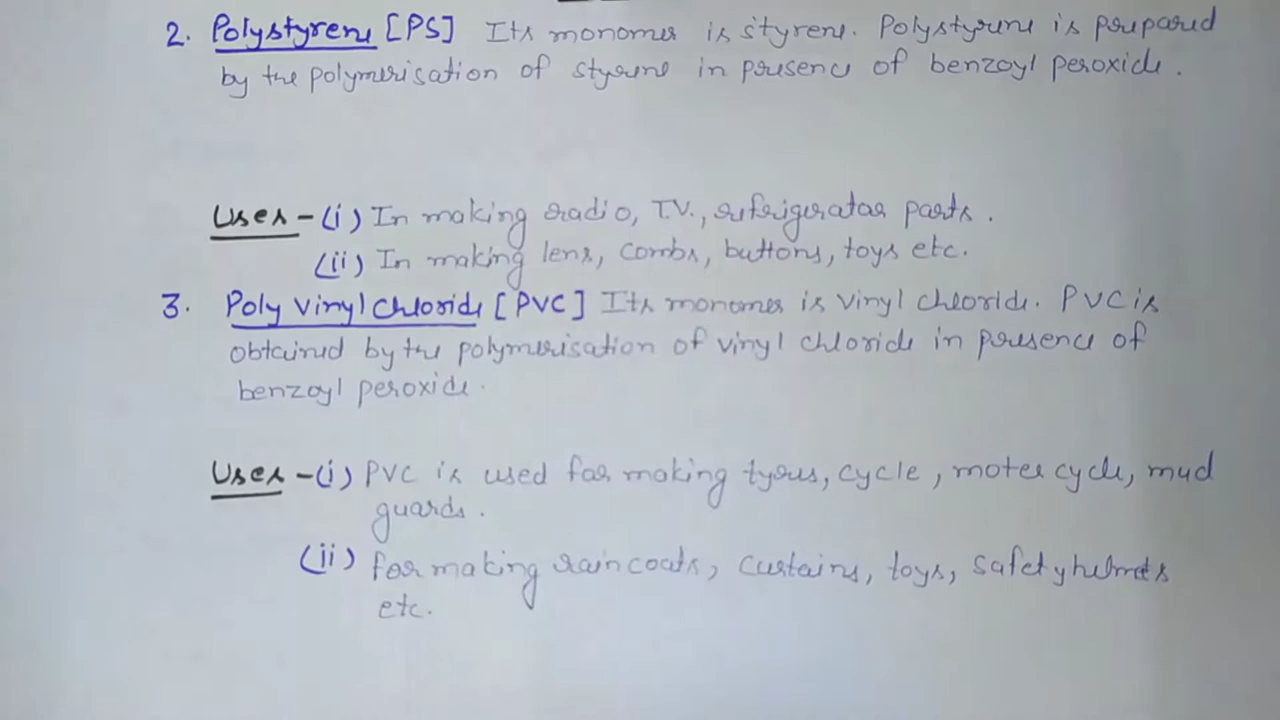 2. Polystyrene [PS] Its monomer is styrene. Polystyrene is prepared
by the polymerisation of styrene in presence of benzoyl peroxide.
Uses - (i) In making radio, T.V., refrigerator parts.
(ii) In making lens, combs, buttons, toys etc.
3. Poly vinyl chloride [PVC] Its monomer is vinyl chloride. PVC is
obtained by the polymerisation of vinyl chloride in presence of
benzoyl peroxide.
Uses - (i) PVC is used for making tyres, cycle, moter cycle, mud
guards.
(ii) for making raincoats, curtains, toys, safety helmets
etc.